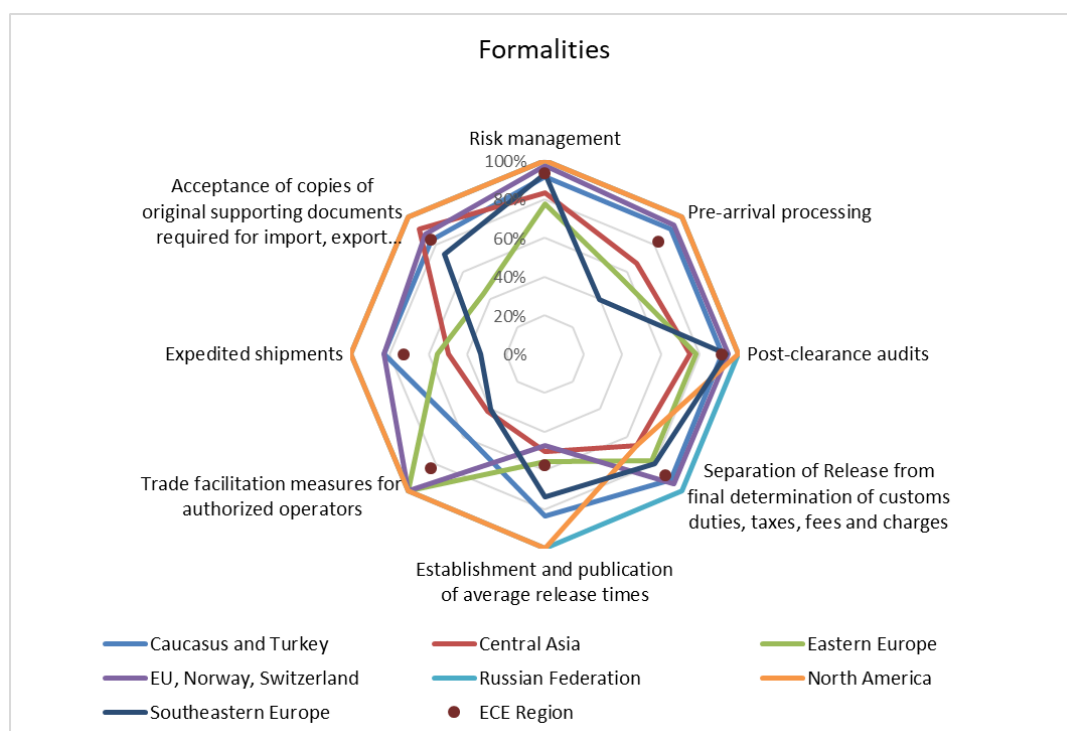 Formalities
Risk management
100%
80%
60%
40%
20%
0%
Acceptance of copies of
original supporting documents
required for import, export...
Pre-arrival processing
Expedited shipments
Post-clearance audits
Trade facilitation measures for
authorized operators
Separation of Release from
final determination of customs
duties, taxes, fees and charges
Establishment and publication
of average release times
Caucasus and Turkey
Central Asia
Eastern Europe
EU, Norway, Switzerland
Russian Federation
North America
Southeastern Europe
ECE Region